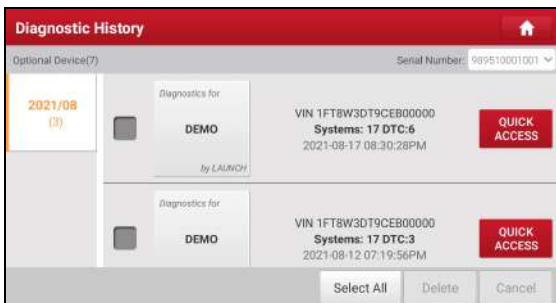 Diagnostic History
Optional Device(7)
Serial Number: 989510001001
2021/08
(3)
Diagnostics for
DEMO
by LAUNCH
VIN 1FT8W3DT9CEB00000
Systems: 17 DTC:6
2021-08-17 08:30:28PM
QUICK
ACCESS
Diagnostics for
DEMO
VIN 1FT8W3DT9CEB00000
Systems: 17 DTC:3
2021-08-12 07:19:56PM
QUICK
ACCESS
Select All
Delete
Cancel